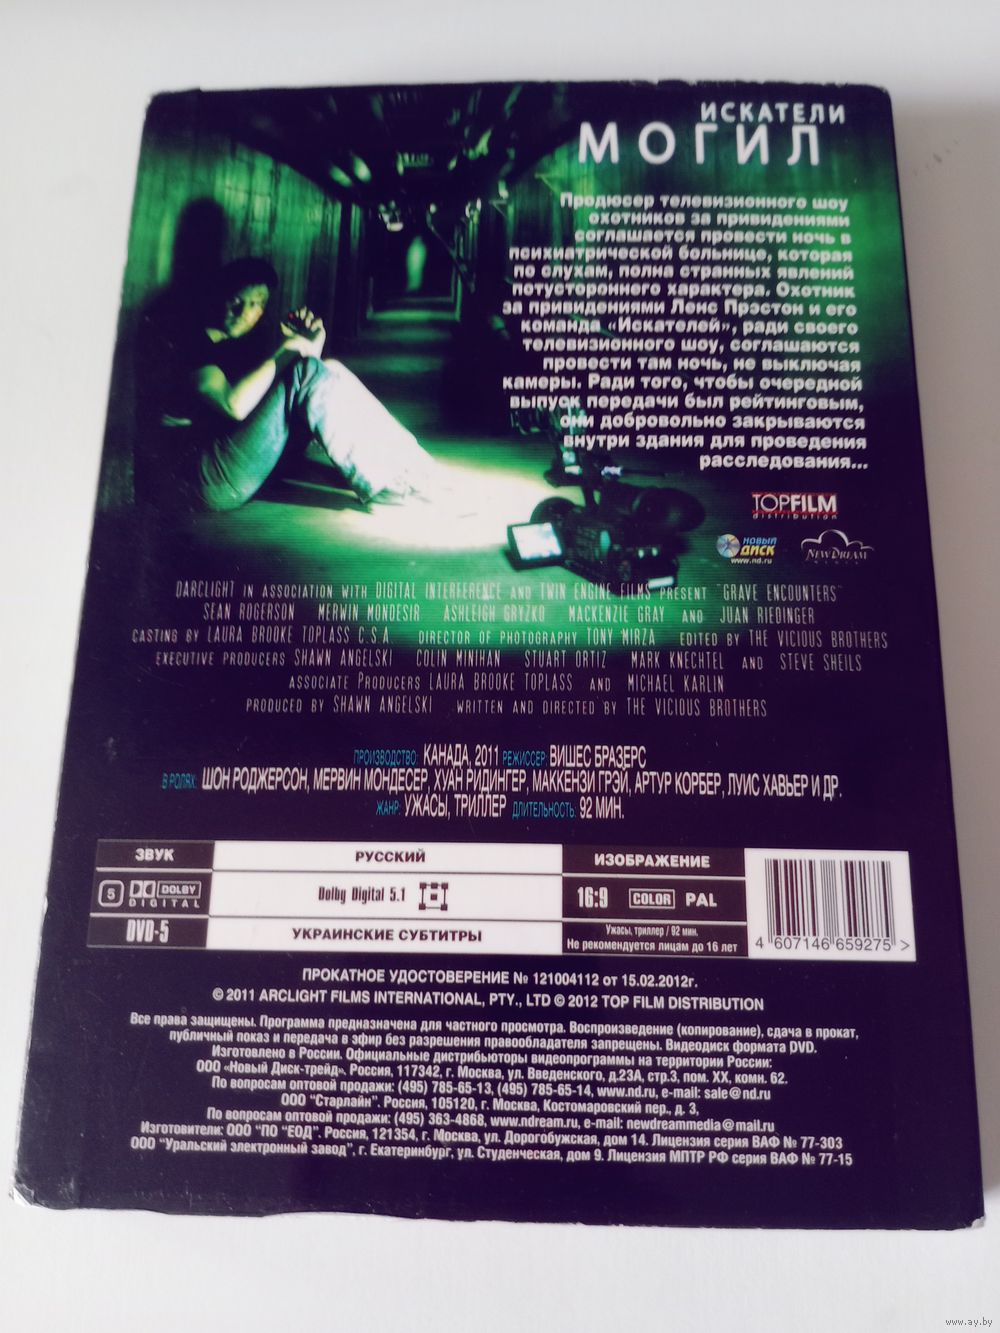 ИСКАТЕЛИ
МОГИЛ
Продюсер телевизионного шоу
охотников за привидениями
соглашается провести ночь в
психиатрической больнице, которая
по слухам, полна странных явлений
потустороннего характера. Охотник
за привидениями Ленс Прэстон и его
команда «Искателей», ради своего
телевизионного шоу, соглашаются
провести там ночь, не выключая
камеры. Ради того, чтобы очередной
выпуск передачи был рейтинговым,
они добровольно закрываются
внутри здания для проведения
расследования...
TOPFILM
distribution
НОВЫЙ
ДИСК
www.nd.ru
NEWDREAM
DARCLIGHT IN ASSOCIATION WITH DIGITAL INTERFERENCE AND TWIN ENGINE FILMS PRESENT "GRAVE ENCOUNTERS"
SEAN ROGERSON MERWIN MONDESIR ASHLEIGH GRYZKO MACKENZIE GRAY AND JUAN RIEDINGER
CASTING BY LAURA BROOKE TOPLASS C.S.A. DIRECTOR OF PHOTOGRAPHY TONY MIRZA EDITED BY THE VICIOUS BROTHERS
EXECUTIVE PRODUCERS SHAWN ANGELSKI COLIN MINIHAN STUART ORTIZ MARK KNECHTEL AND STEVE SHEILS
ASSOCIATE PRODUCERS LAURA BROOKE TOPLASS AND MICHAEL KARLIN
PRODUCED BY SHAWN ANGELSKI WRITTEN AND DIRECTED BY THE VICIOUS BROTHERS
ПРОИЗВОДСТВО: КАНАДА, 2011 РЕЖИССЕР: ВИШЕС БРАЗЕРС
В РОЛЯХ: ШОН РОДЖЕРСОН, МЕРВИН МОНДЕСЕР, ХУАН РИДИНГЕР, МАККЕНЗИ ГРЭЙ, АРТУР КОРБЕР, ЛУИС ХАВЬЕР И ДР.
ЖАНР: УЖАСЫ, ТРИЛЛЕР ДЛИТЕЛЬНОСТЬ: 92 МИН.
ЗВУК РУССКИЙ ИЗОБРАЖЕНИЕ
5 DOLBY DIGITAL Dolby Digital 5.1 16:9 COLOR PAL
DVD-5 УКРАИНСКИЕ СУБТИТРЫ
Ужасы, триллер / 92 мин.
Не рекомендуется лицам до 16 лет
4 607146 659275 >
ПРОКАТНОЕ УДОСТОВЕРЕНИЕ № 121004112 от 15.02.2012г.
© 2011 ARCLIGHT FILMS INTERNATIONAL, PTY., LTD © 2012 TOP FILM DISTRIBUTION
Все права защищены. Программа предназначена для частного просмотра. Воспроизведение (копирование), сдача в прокат,
публичный показ и передача в эфир без разрешения правообладателя запрещены. Видеодиск формата DVD.
Изготовлено в России. Официальные дистрибьюторы видеопрограммы на территории России:
ООО «Новый Диск-трейд». Россия, 117342, г. Москва, ул. Введенского, д.23А, стр.3, пом. XX, комн. 62.
По вопросам оптовой продажи: (495) 785-65-13, (495) 785-65-14, www.nd.ru, e-mail: sale@nd.ru
ООО "Старлайн". Россия, 105120, г. Москва, Костомаровский пер., д. 3,
По вопросам оптовой продажи: (495) 363-4868, www.ndream.ru, e-mail: newdreammedia@mail.ru
Изготовители: ООО "ПО "ЕОД". Россия, 121354, г. Москва, ул. Дорогобужская, дом 14. Лицензия серия ВАФ № 77-303
ООО "Уральский электронный завод", г. Екатеринбург, ул. Студенческая, дом 9. Лицензия МПТР РФ серия ВАФ № 77-15
www.ay.by